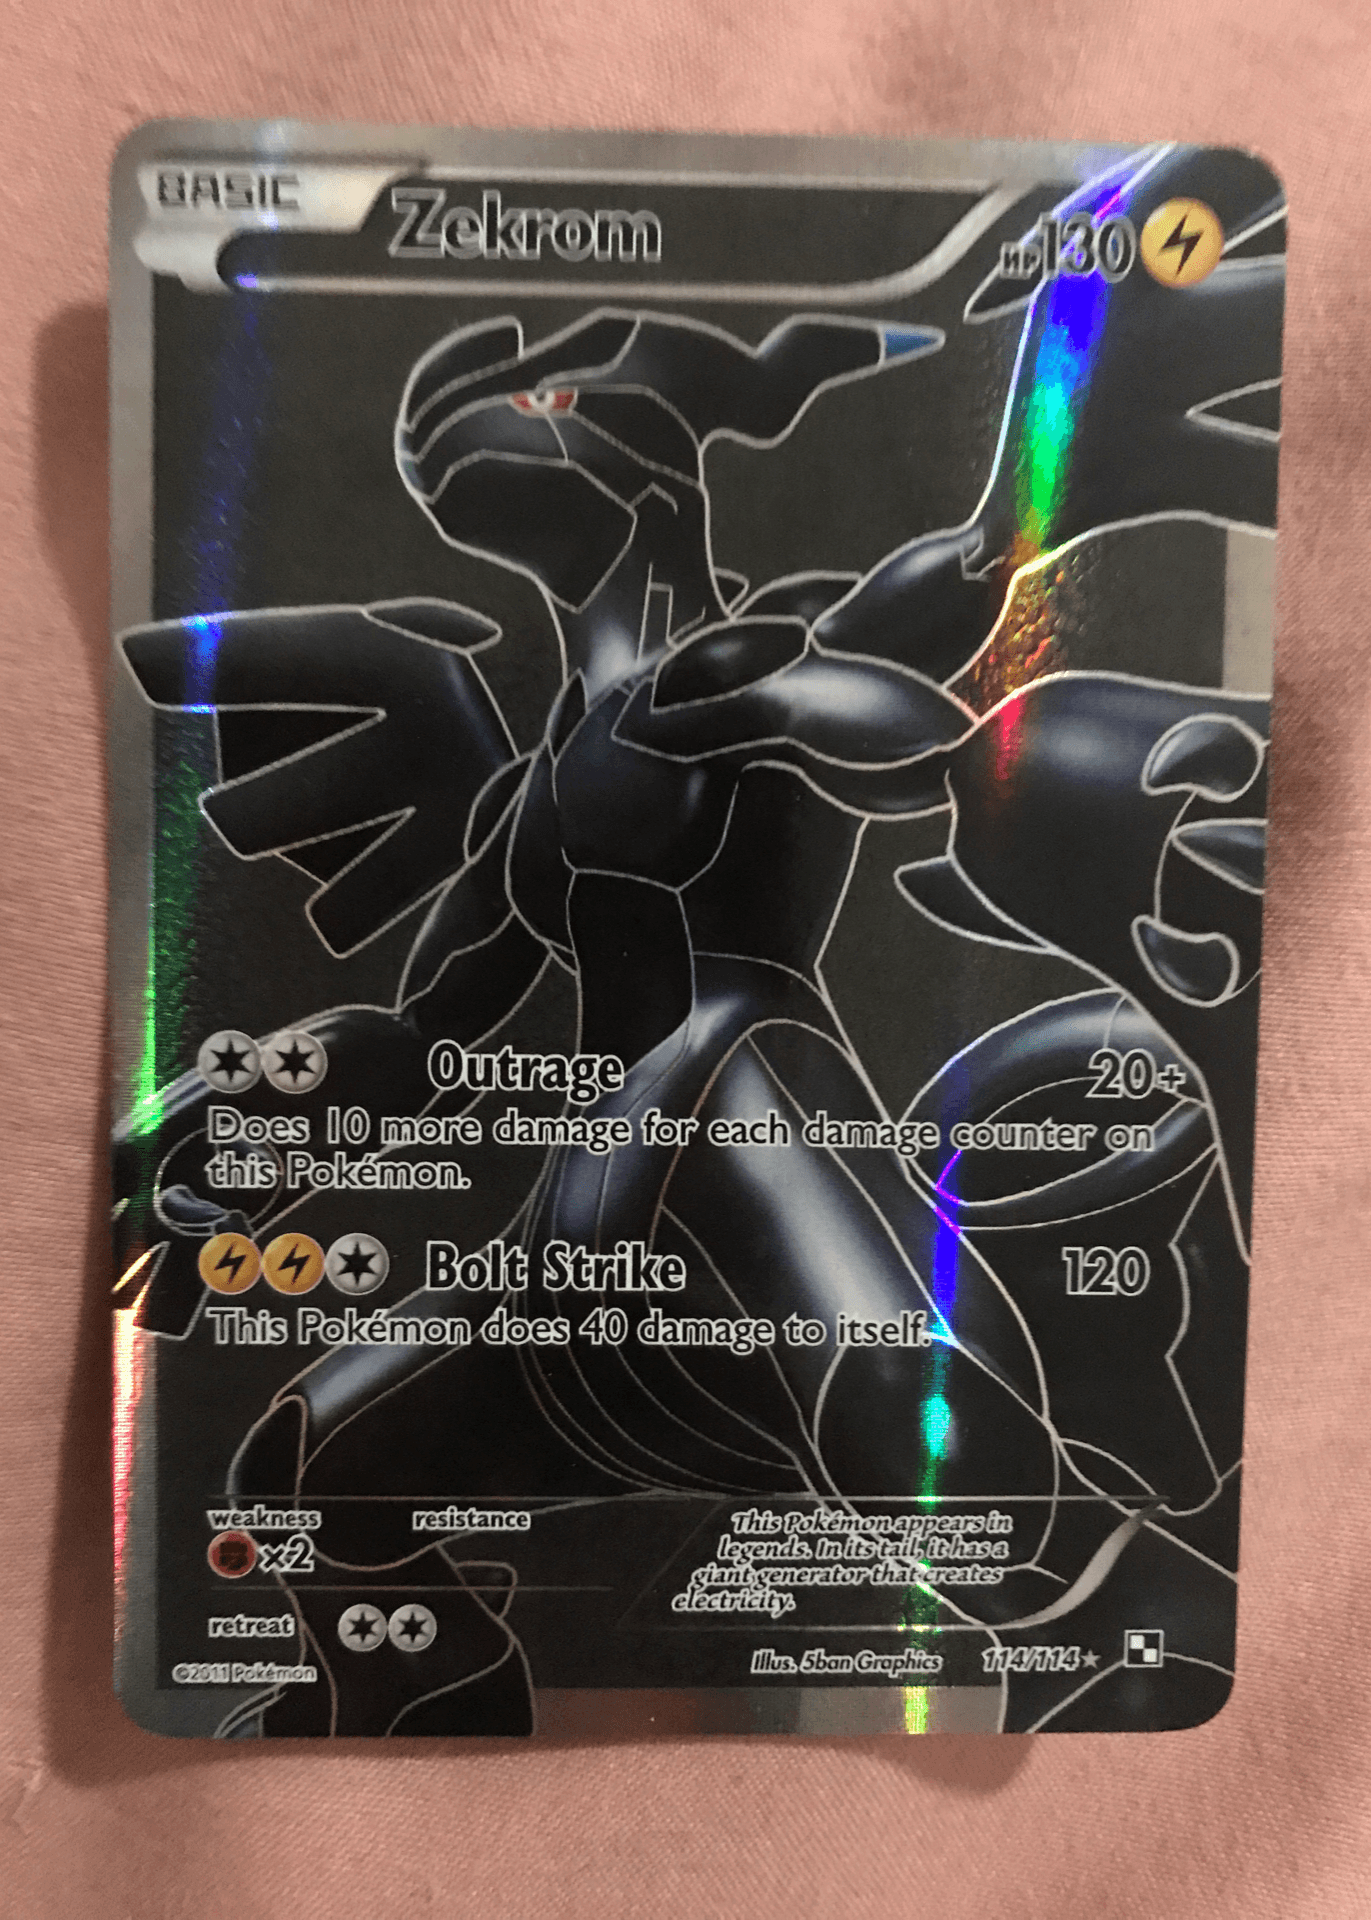 BASIC Zekrom HP130
Outrage 20+
Does 10 more damage for each damage counter on
this Pokémon.
Bolt Strike 120
This Pokémon does 40 damage to itself.
weakness resistance
×2
retreat
This Pokémon appears in
legends. In its tail, it has a
giant generator that creates
electricity.
©2011 Pokémon
Illus. 5ban Graphics 114/114★